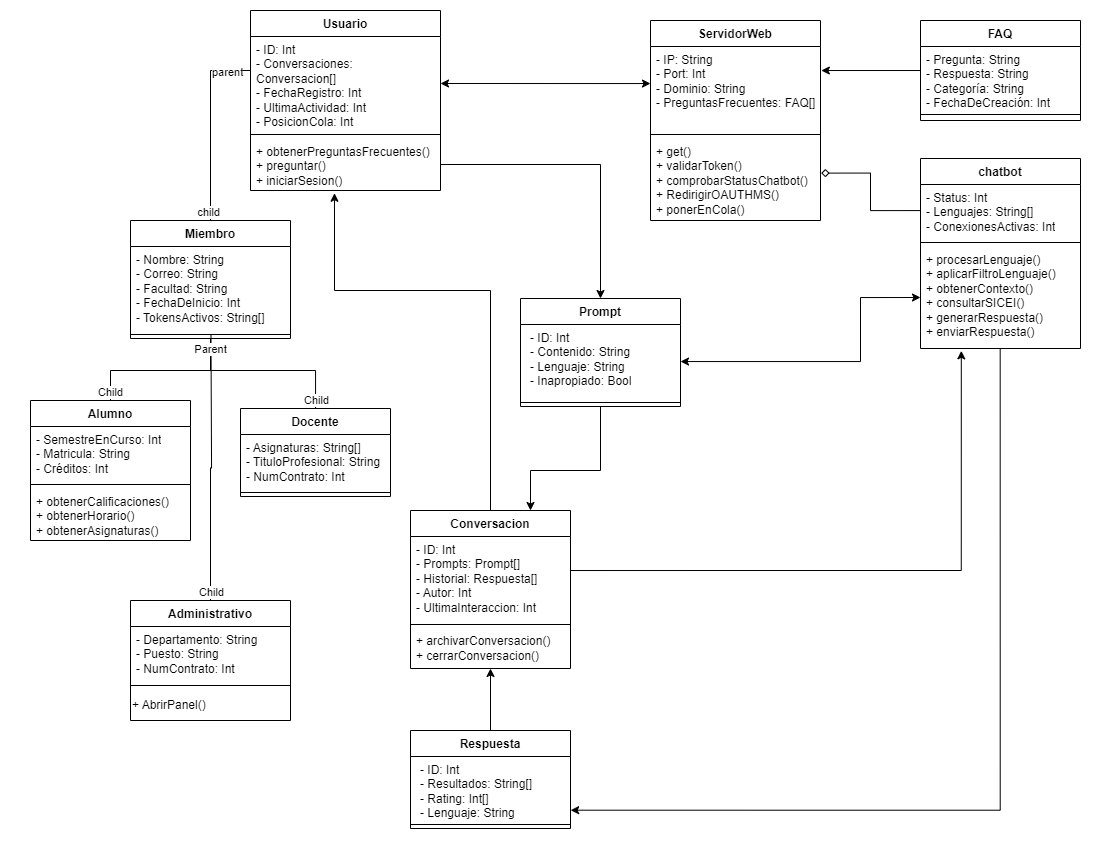 Usuario
- ID: Int
- Conversaciones:
Conversacion[]
- FechaRegistro: Int
- UltimaActividad: Int
- PosicionCola: Int
+ obtenerPreguntasFrecuentes()
+ preguntar()
+ iniciarSesion()
ServidorWeb
- IP: String
- Port: Int
- Dominio: String
- PreguntasFrecuentes: FAQ[]
+ get()
+ validarToken()
+ comprobarStatusChatbot()
+ RedirigirOAUTHMS()
+ ponerEnCola()
FAQ
- Pregunta: String
- Respuesta: String
- Categoría: String
- FechaDeCreación: Int
parent
child
Miembro
- Nombre: String
- Correo: String
- Facultad: String
- FechaDeInicio: Int
- TokensActivos: String[]
chatbot
- Status: Int
- Lenguajes: String[]
- ConexionesActivas: Int
+ procesarLenguaje()
+ aplicarFiltroLenguaje()
+ obtenerContexto()
+ consultarSICEI()
+ generarRespuesta()
+ enviarRespuesta()
Prompt
- ID: Int
- Contenido: String
- Lenguaje: String
- Inapropiado: Bool
Parent
Child
Child
Alumno
- SemestreEnCurso: Int
- Matricula: String
- Créditos: Int
+ obtenerCalificaciones()
+ obtenerHorario()
+ obtenerAsignaturas()
Docente
- Asignaturas: String[]
- TituloProfesional: String
- NumContrato: Int
Child
Administrativo
- Departamento: String
- Puesto: String
- NumContrato: Int
+ AbrirPanel()
Conversacion
- ID: Int
- Prompts: Prompt[]
- Historial: Respuesta[]
- Autor: Int
- UltimaInteraccion: Int
+ archivarConversacion()
+ cerrarConversacion()
Respuesta
- ID: Int
- Resultados: String[]
- Rating: Int[]
- Lenguaje: String